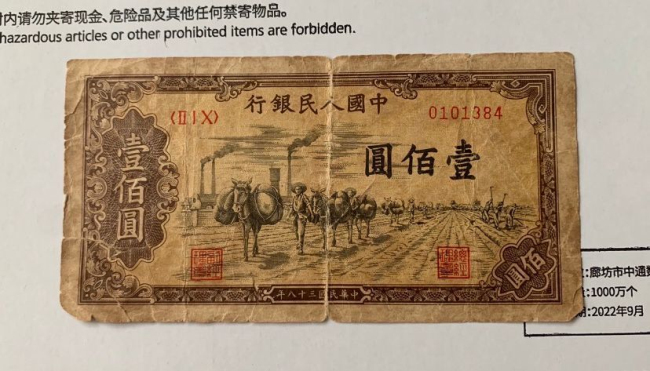 时内请勿夹寄现金、危险品及其他任何禁寄物品。
hazardous articles or other prohibited items are forbidden.
行銀民人國中
〈ⅡⅠⅩ〉
0101384
圓佰壹
壹佰圓
佰圓
年八十三國民華中
:廊坊市中通
:1000万个
:2022年9月